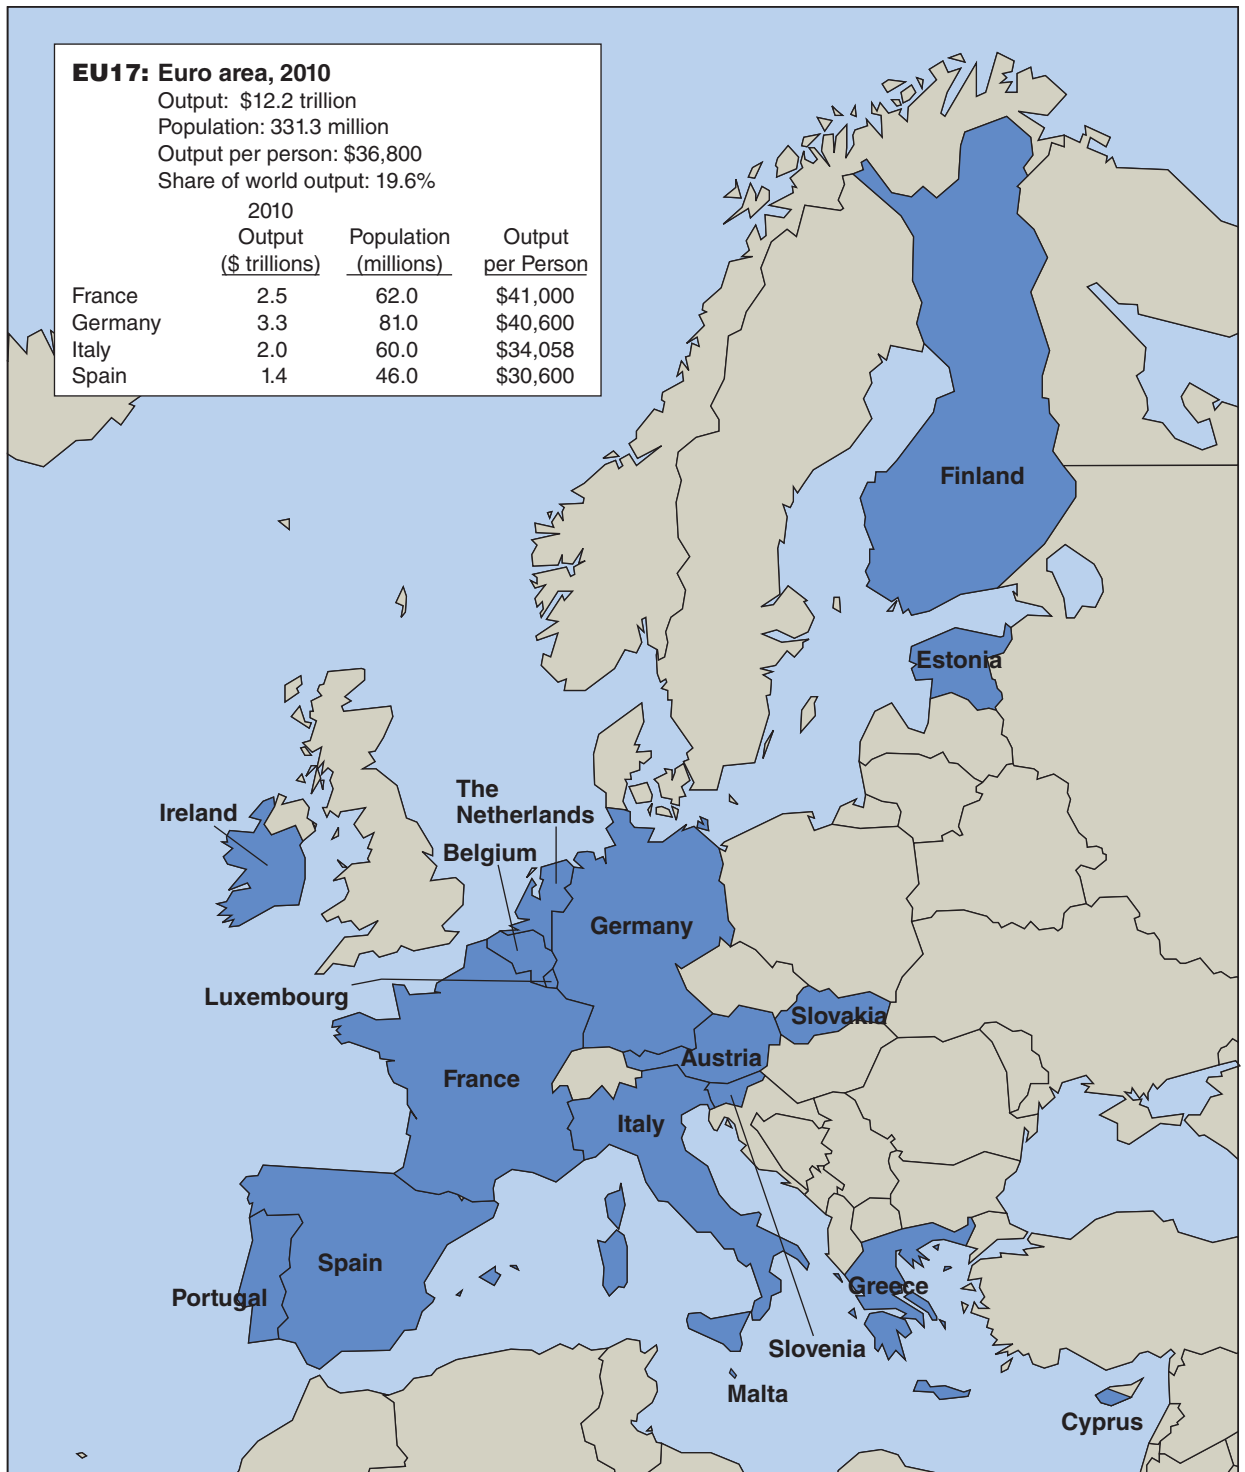 EU17: Euro area, 2010
Output: $12.2 trillion
Population: 331.3 million
Output per person: $36,800
Share of world output: 19.6%
2010
Output Population Output
($ trillions) (millions) per Person
France 2.5 62.0 $41,000
Germany 3.3 81.0 $40,600
Italy 2.0 60.0 $34,058
Spain 1.4 46.0 $30,600
Finland
Estonia
The
Netherlands
Ireland
Belgium
Germany
Luxembourg
Slovakia
Austria
France
Italy
Spain
Portugal
Greece
Slovenia
Malta
Cyprus